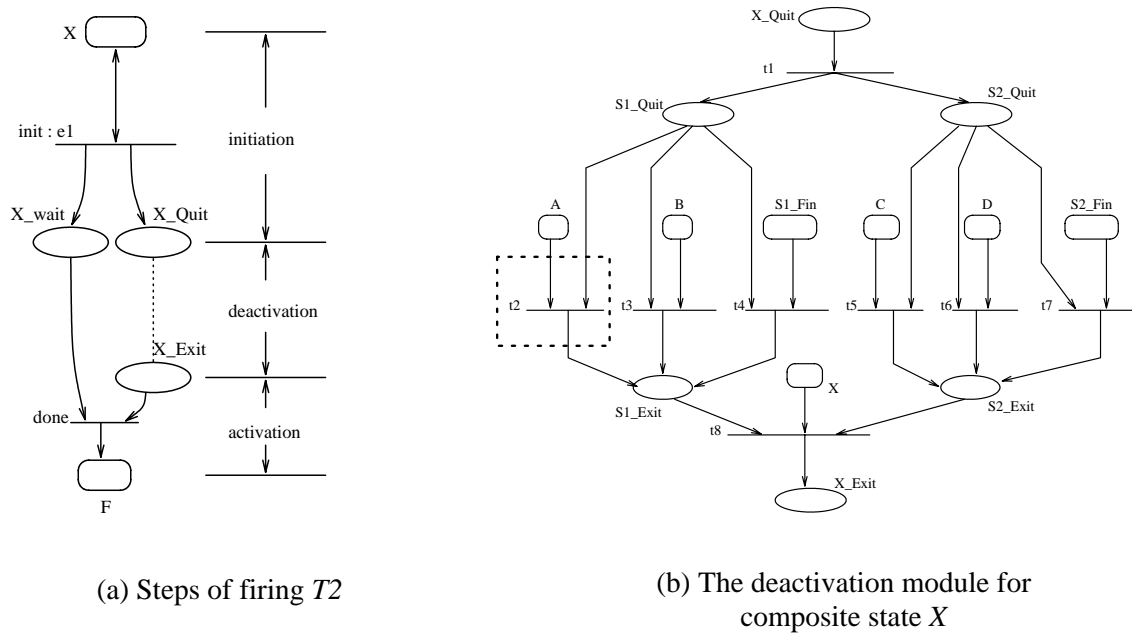 X
init : e1
initiation
X_wait
X_Quit
deactivation
X_Exit
done
activation
F
(a) Steps of firing T2
X_Quit
t1
S1_Quit
S2_Quit
A
B
S1_Fin
C
D
S2_Fin
t2
t3
t4
t5
t6
t7
S1_Exit
X
S2_Exit
t8
X_Exit
(b) The deactivation module for
composite state X